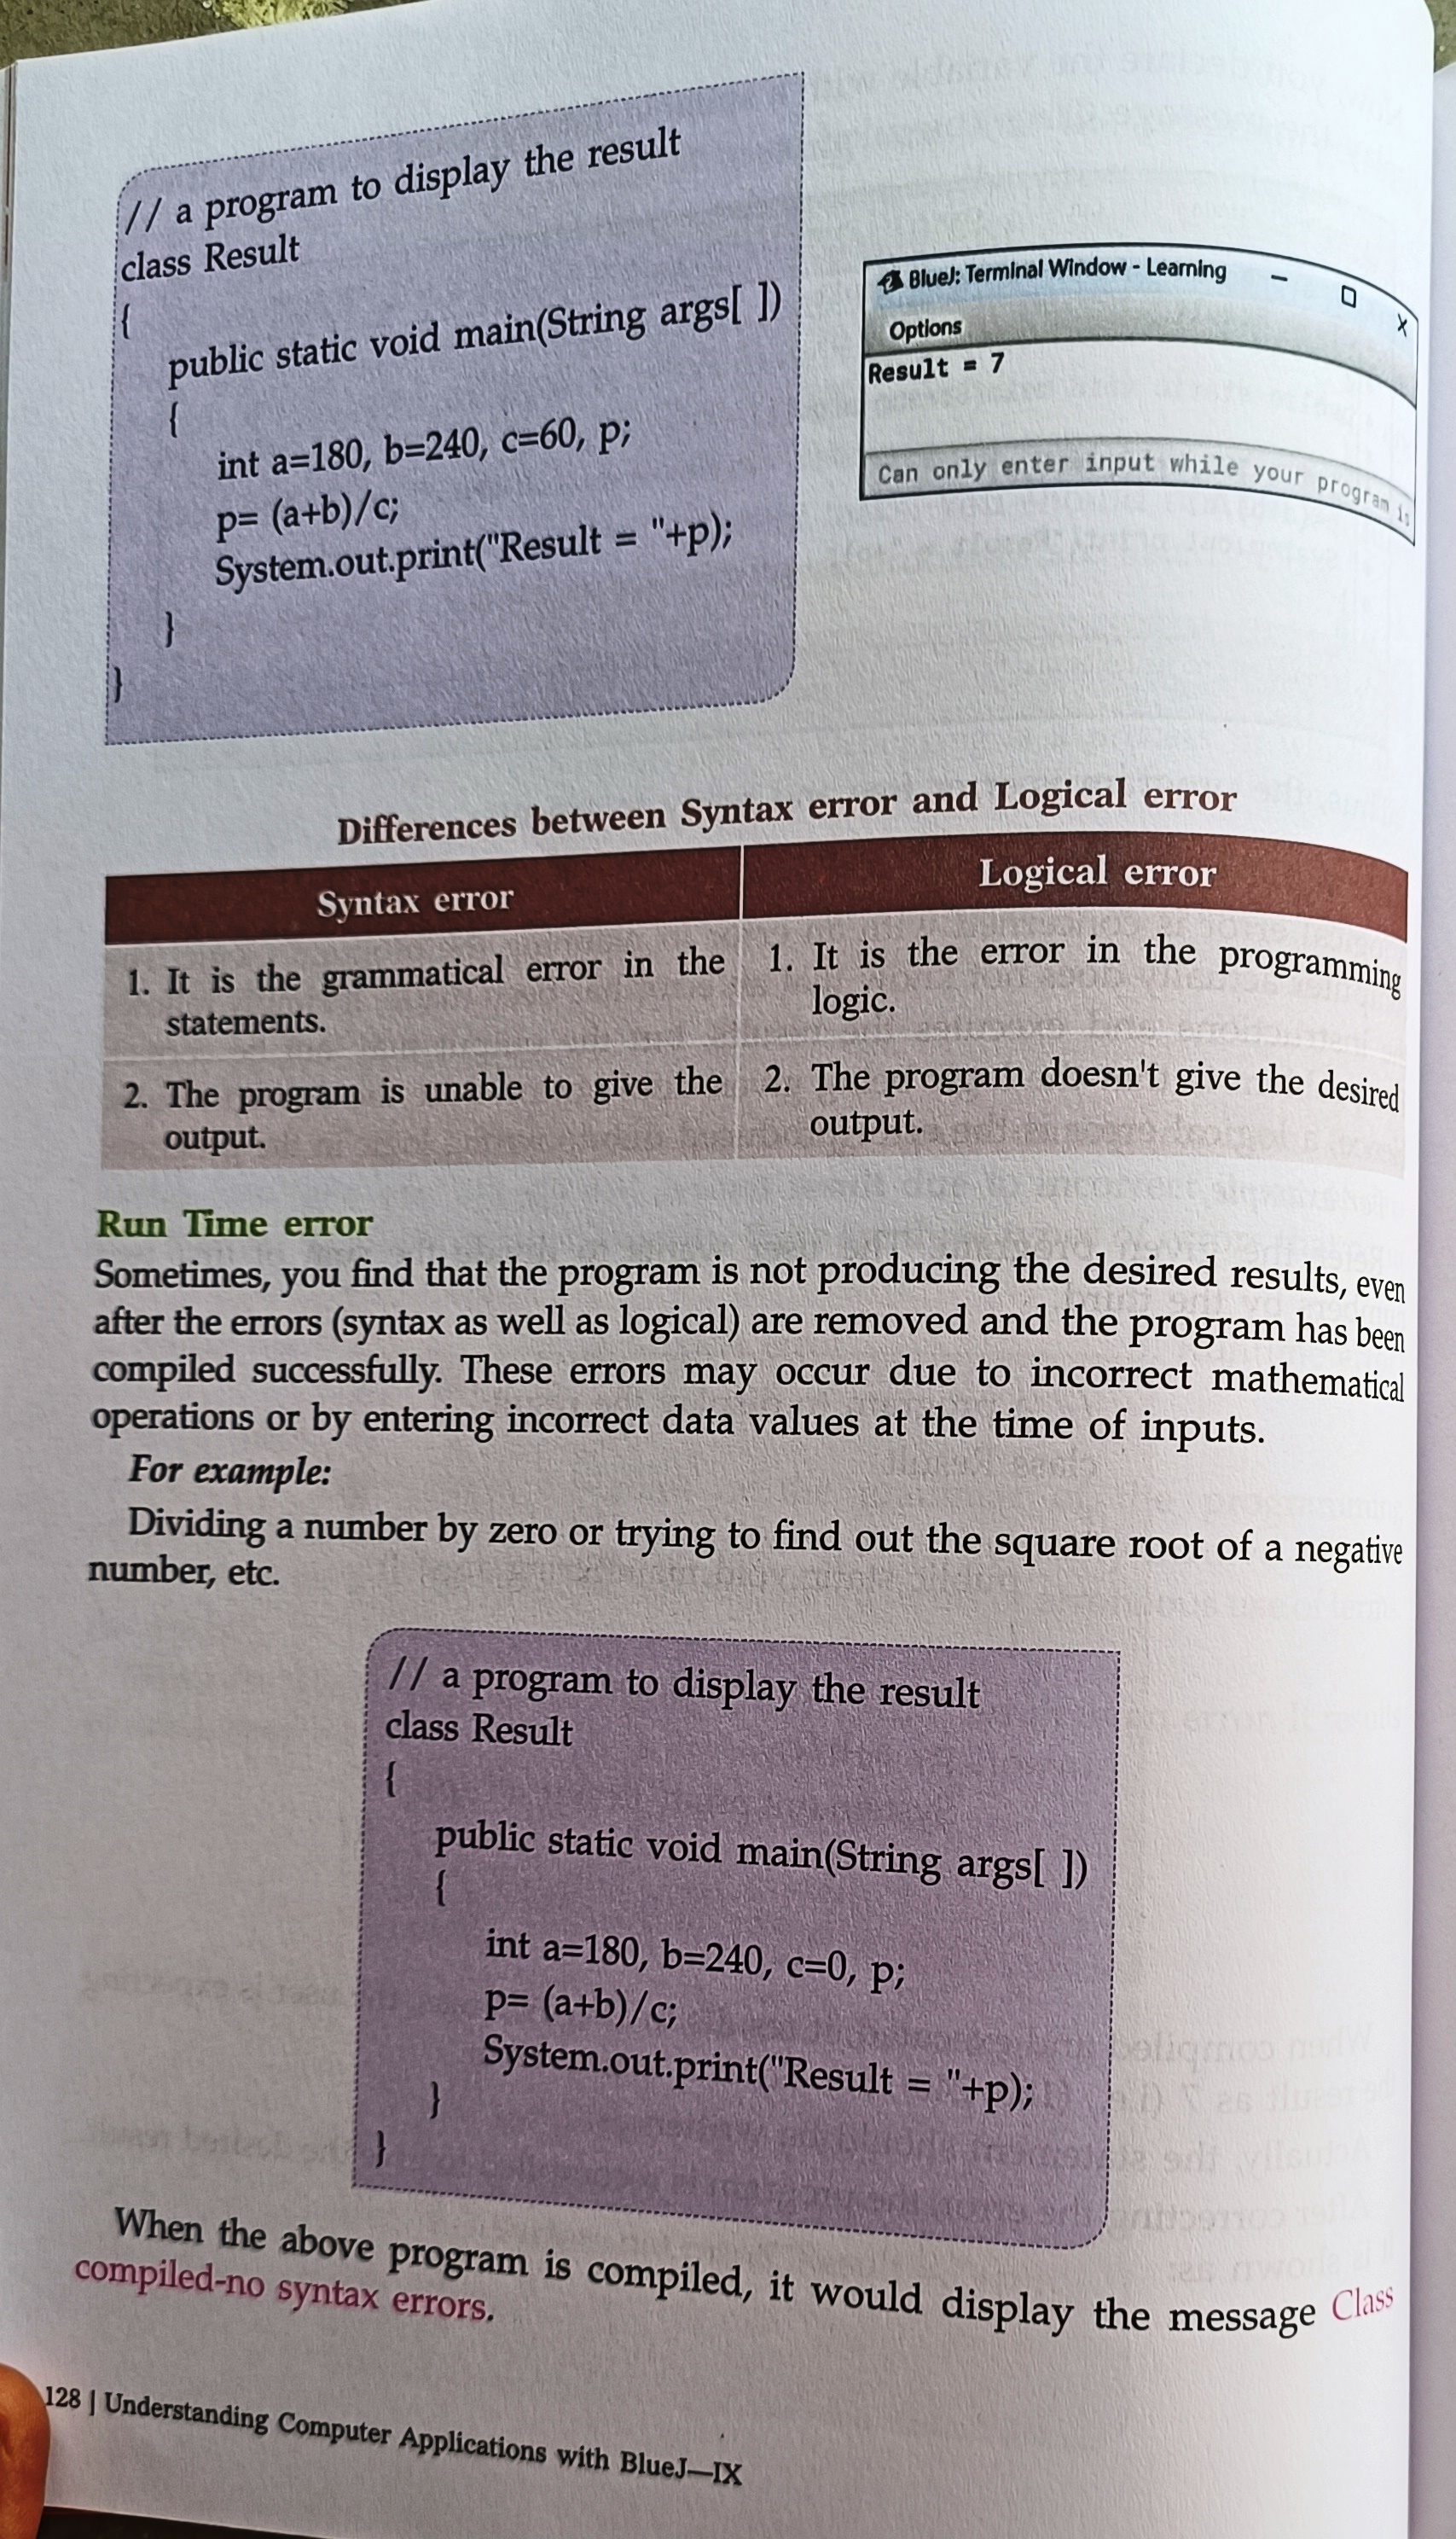 // a program to display the result
class Result
{
public static void main(String args[ ])
{
int a=180, b=240, c=60, p;
p= (a+b)/c;
System.out.print("Result = "+p);
}
}
BlueJ: Terminal Window - Learning
Options
Result = 7
Can only enter input while your program is
Differences between Syntax error and Logical error
Syntax error
Logical error
1. It is the grammatical error in the
statements.
1. It is the error in the programming
logic.
2. The program is unable to give the
output.
2. The program doesn't give the desired
output.
Run Time error
Sometimes, you find that the program is not producing the desired results, even
after the errors (syntax as well as logical) are removed and the program has been
compiled successfully. These errors may occur due to incorrect mathematical
operations or by entering incorrect data values at the time of inputs.
For example:
Dividing a number by zero or trying to find out the square root of a negative
number, etc.
// a program to display the result
class Result
{
public static void main(String args[ ])
{
int a=180, b=240, c=0, p;
p= (a+b)/c;
System.out.print("Result = "+p);
}
}
When the above program is compiled, it would display the message Class
compiled-no syntax errors.
128 | Understanding Computer Applications with BlueJ—IX